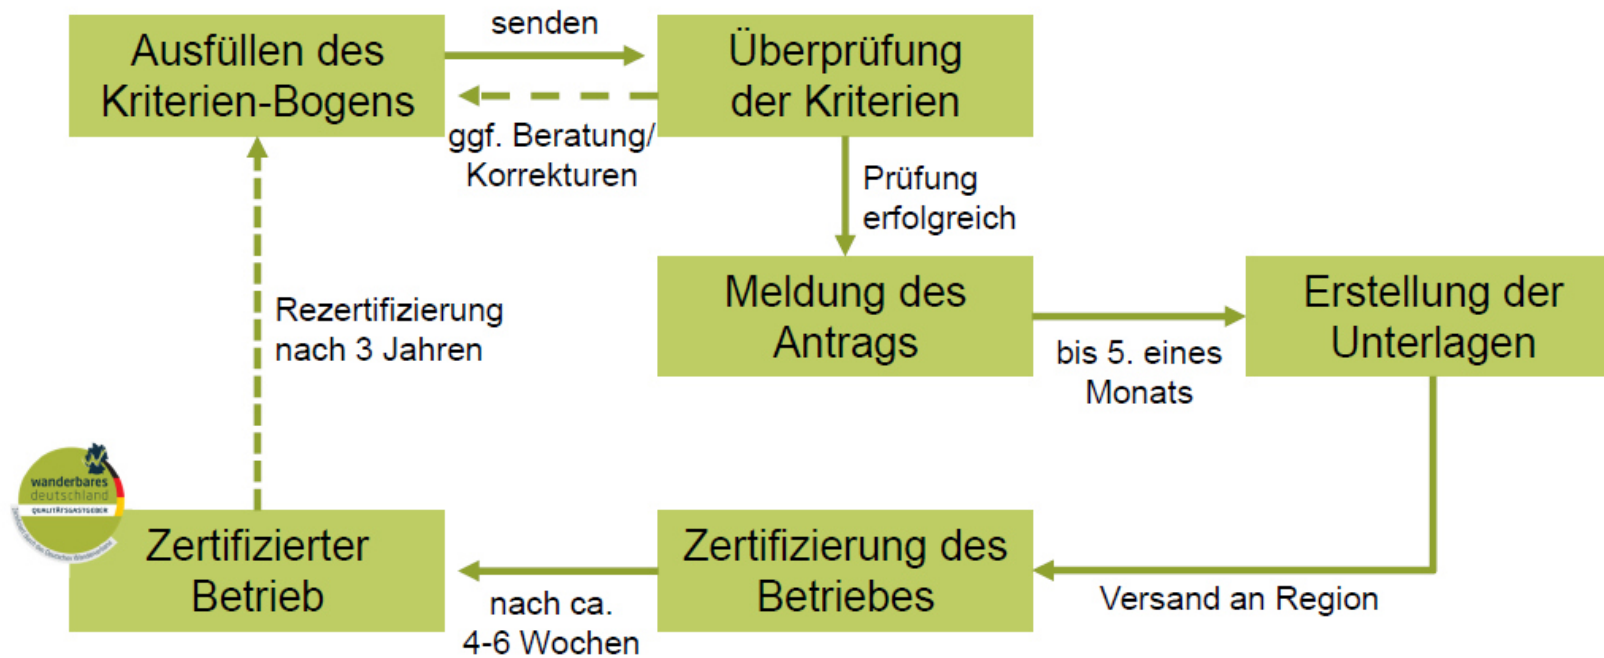 Ausfüllen des
Kriterien-Bogens
senden
ggf. Beratung/
Korrekturen
Überprüfung
der Kriterien
Prüfung
erfolgreich
Meldung des
Antrags
bis 5. eines
Monats
Erstellung der
Unterlagen
Versand an Region
Zertifizierung des
Betriebes
nach ca.
4-6 Wochen
Zertifizierter
Betrieb
Rezertifizierung
nach 3 Jahren
wanderbares
deutschland
QUALITÄTSGASTGEBER